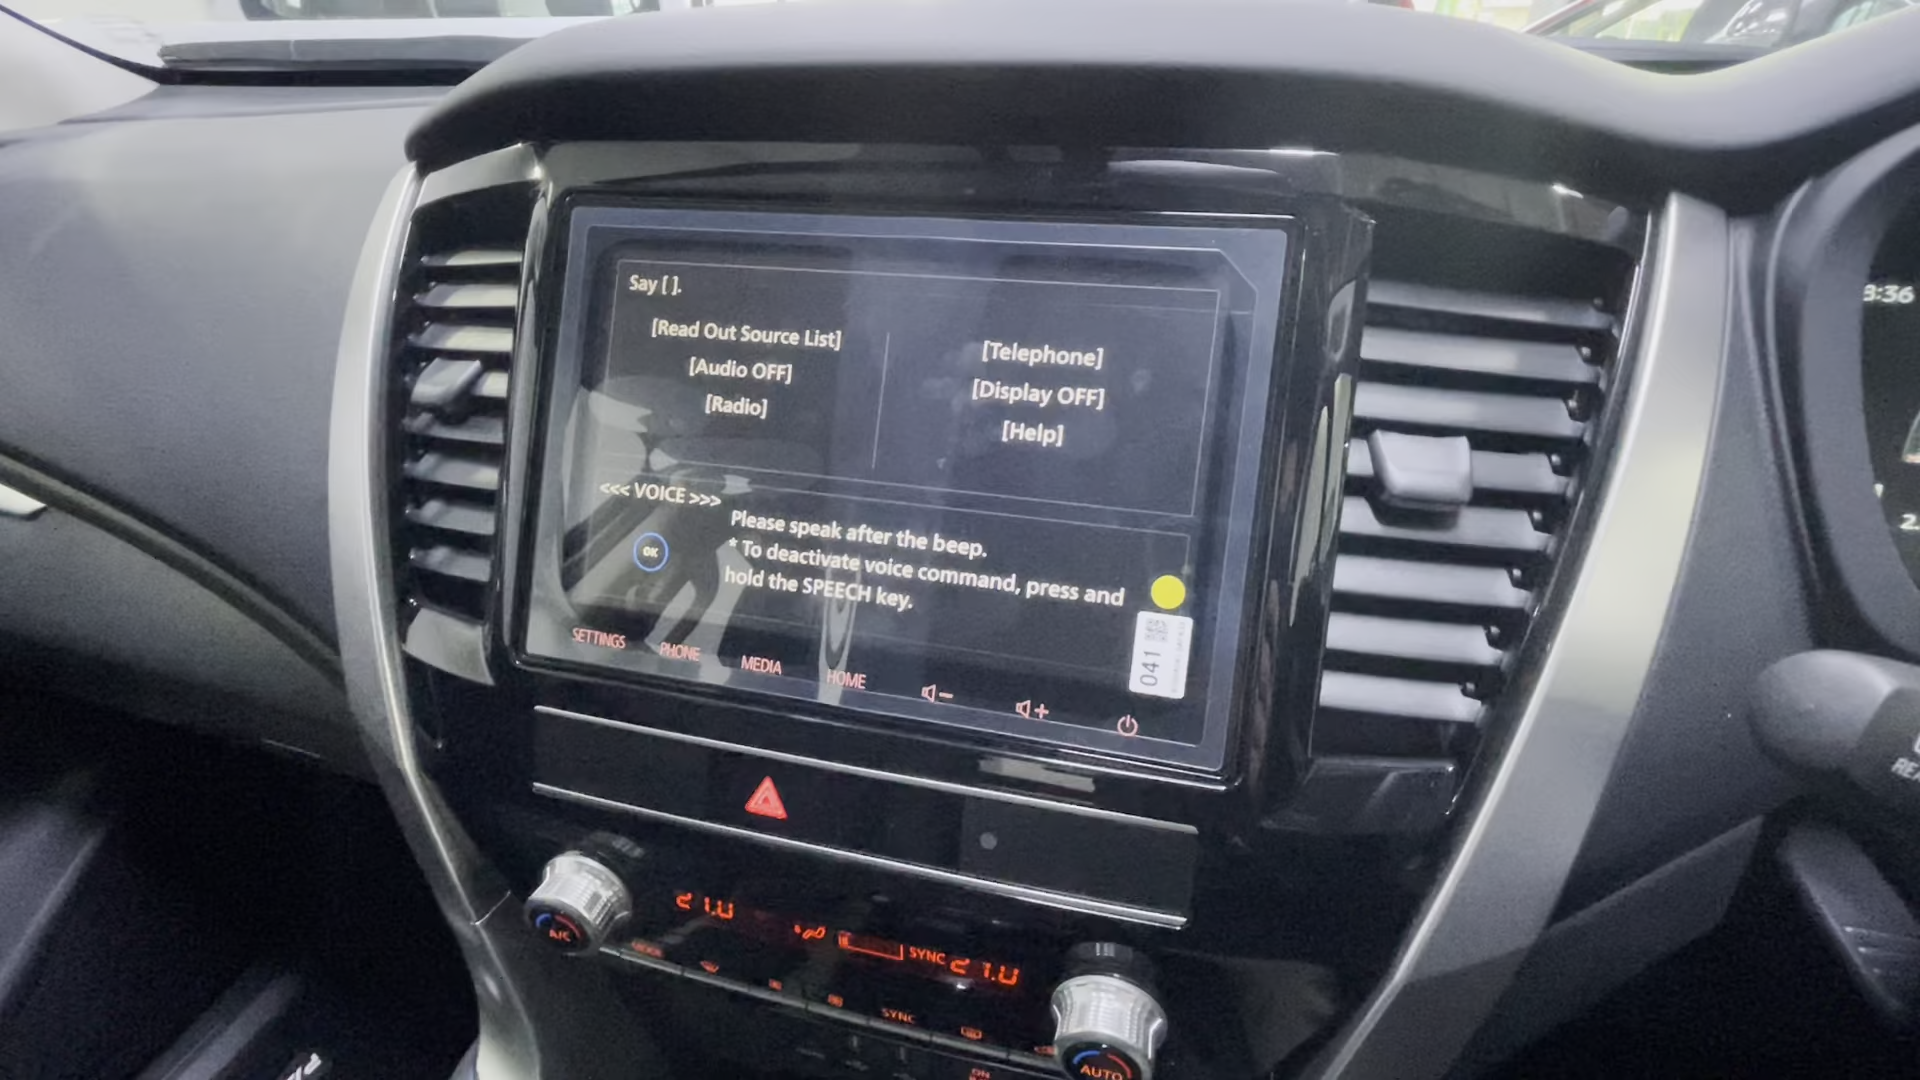 Say [ ].
[Read Out Source List]
[Audio OFF]
[Radio]
[Telephone]
[Display OFF]
[Help]
<<< VOICE >>>
OK
Please speak after the beep.
* To deactivate voice command, press and
hold the SPEECH key.
041
SETTINGS
PHONE
MEDIA
HOME
- 
+
A/C
21.0
SYNC
21.0
SYNC
AUTO